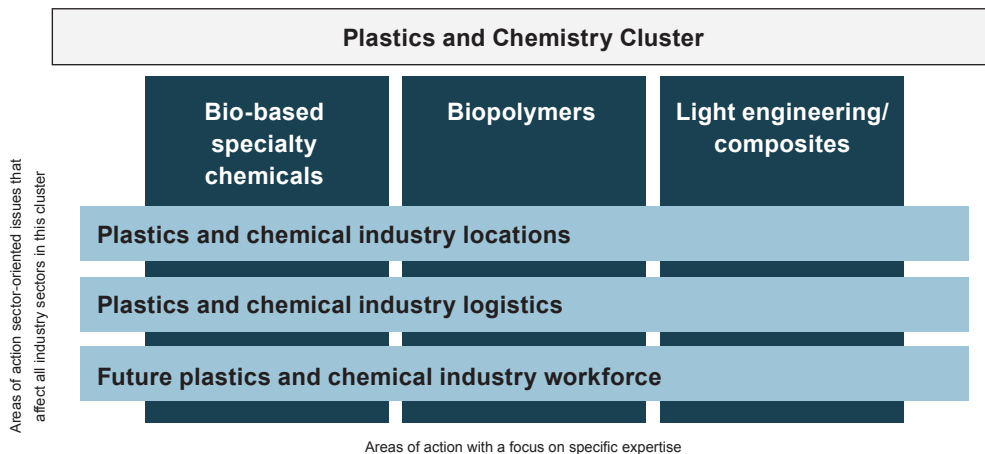 Plastics and Chemistry Cluster
Bio-based
specialty
chemicals
Biopolymers
Light engineering/
composites
Areas of action sector-oriented issues that
affect all industry sectors in this cluster
Plastics and chemical industry locations
Plastics and chemical industry logistics
Future plastics and chemical industry workforce
Areas of action with a focus on specific expertise